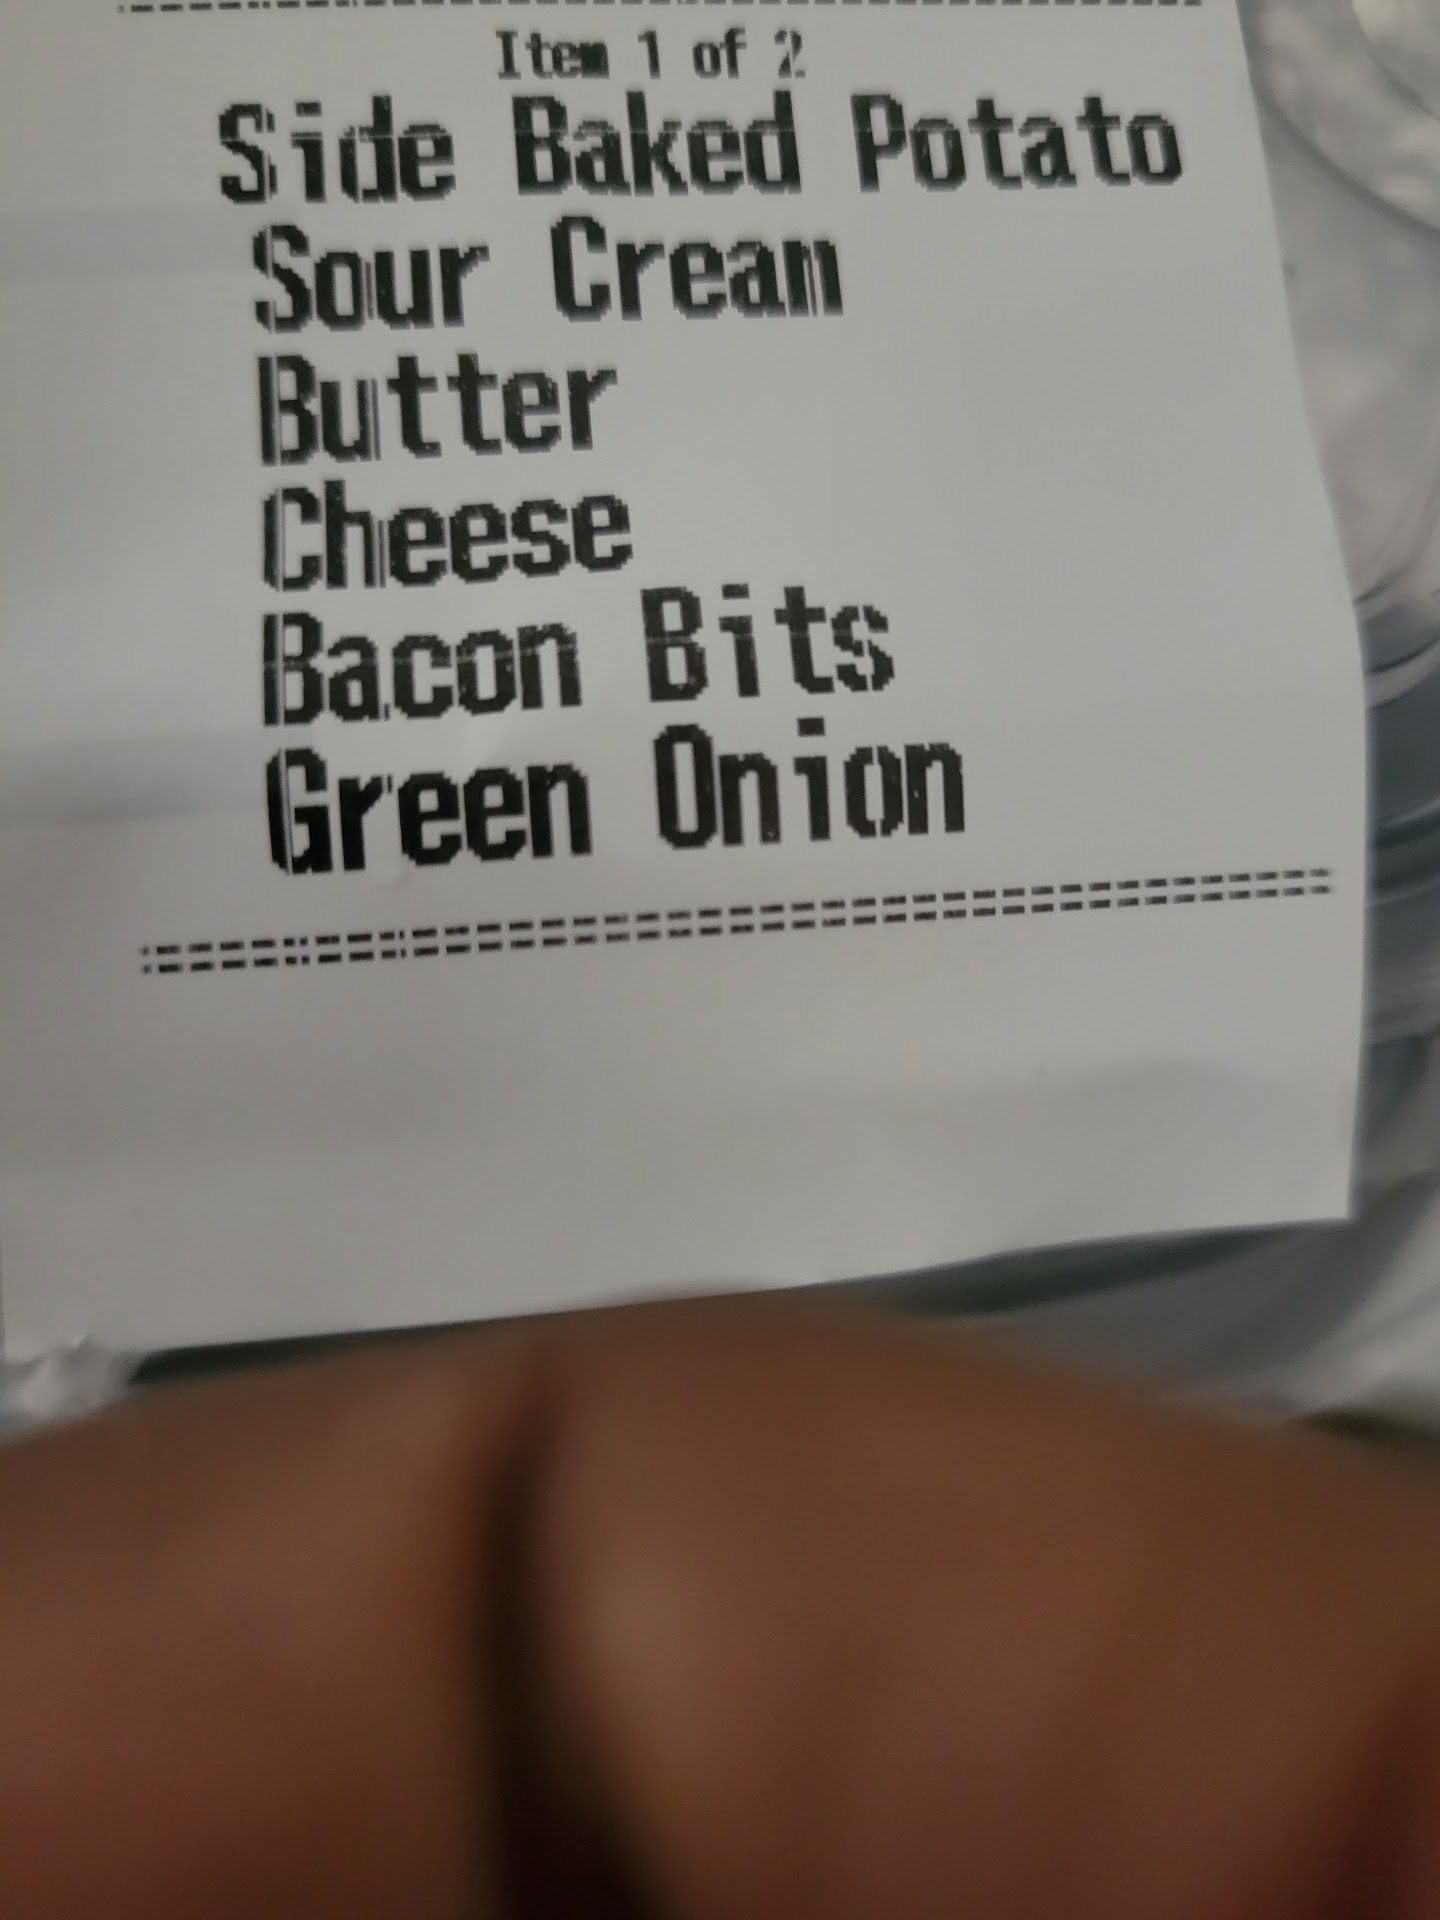 Item 1 of 2
Side Baked Potato
Sour Cream
Butter
Cheese
Bacon Bits
Green Onion